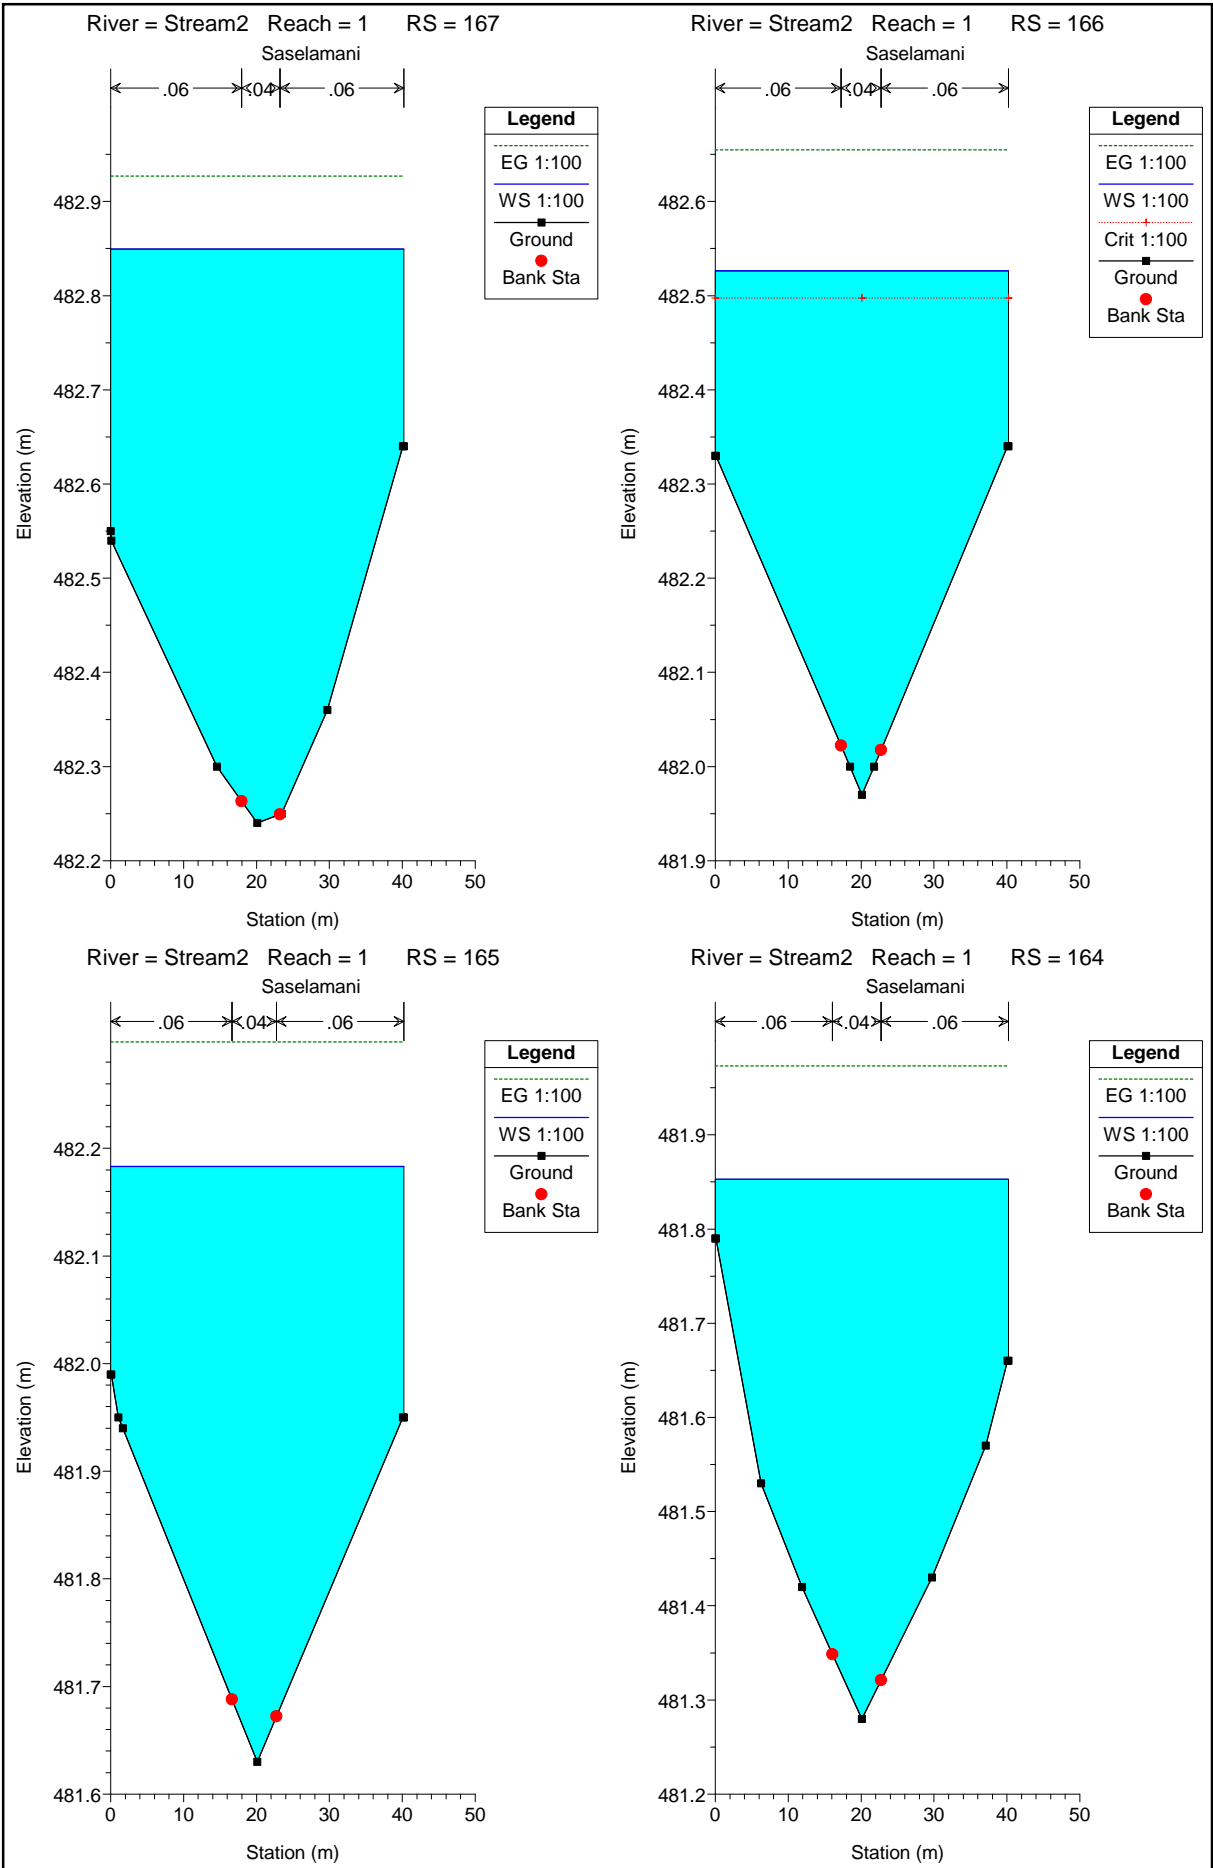 River = Stream2 Reach = 1 RS = 167
Saselamani
.06 .04 .06
Legend
EG 1:100
WS 1:100
Ground
Bank Sta
482.9
482.8
482.7
482.6
482.5
482.4
482.3
482.2
Elevation (m)
0 10 20 30 40 50
Station (m)
River = Stream2 Reach = 1 RS = 166
Saselamani
.06 .04 .06
Legend
EG 1:100
WS 1:100
Crit 1:100
Ground
Bank Sta
482.6
482.5
482.4
482.3
482.2
482.1
482.0
481.9
Elevation (m)
0 10 20 30 40 50
Station (m)
River = Stream2 Reach = 1 RS = 165
Saselamani
.06 .04 .06
Legend
EG 1:100
WS 1:100
Ground
Bank Sta
482.2
482.1
482.0
481.9
481.8
481.7
481.6
Elevation (m)
0 10 20 30 40 50
Station (m)
River = Stream2 Reach = 1 RS = 164
Saselamani
.06 .04 .06
Legend
EG 1:100
WS 1:100
Ground
Bank Sta
481.9
481.8
481.7
481.6
481.5
481.4
481.3
481.2
Elevation (m)
0 10 20 30 40 50
Station (m)